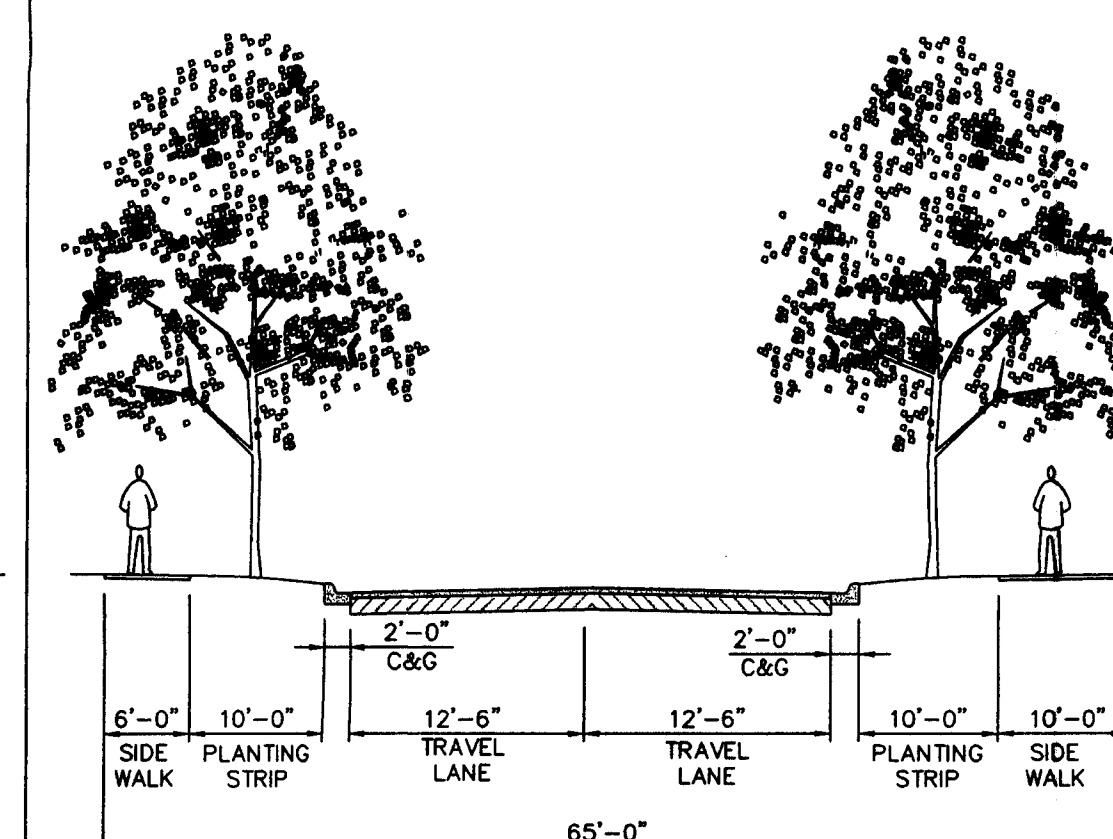 2'-0"
C&G
2'-0"
C&G
6'-0"
SIDE
WALK
10'-0"
PLANTING
STRIP
12'-6"
TRAVEL
LANE
12'-6"
TRAVEL
LANE
10'-0"
PLANTING
STRIP
10'-0"
SIDE
WALK
65'-0"